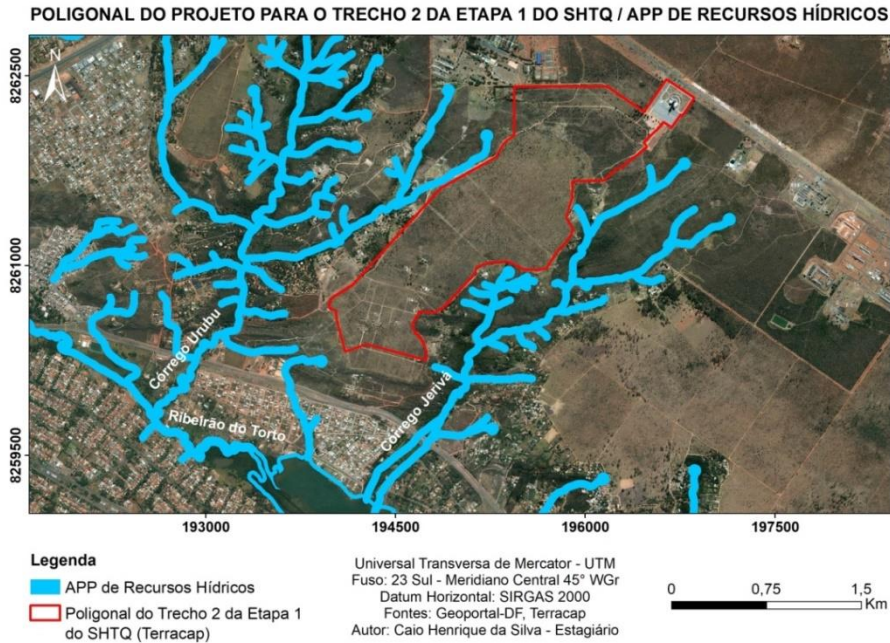 POLIGONAL DO PROJETO PARA O TRECHO 2 DA ETAPA 1 DO SHTQ / APP DE RECURSOS HÍDRICOS
N
8262500
8261000
8259500
Córrego Urubu
Ribeirão do Torto
Córrego Jerivá
193000 194500 196000 197500
Legenda
APP de Recursos Hídricos
Poligonal do Trecho 2 da Etapa 1
do SHTQ (Terracap)
Universal Transversa de Mercator - UTM
Fuso: 23 Sul - Meridiano Central 45° WGr
Datum Horizontal: SIRGAS 2000
Fontes: Geoportal-DF, Terracap
Autor: Caio Henrique da Silva - Estagiário
0 0,75 1,5
Km